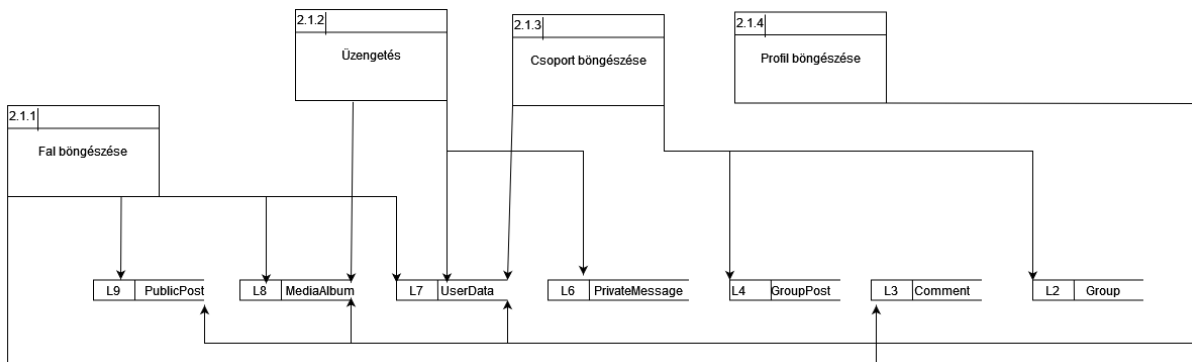 2.1.2
Üzengetés
2.1.3
Csoport böngészése
2.1.4
Profil böngészése
2.1.1
Fal böngészése
L9 PublicPost
L8 MediaAlbum
L7 UserData
L6 PrivateMessage
L4 GroupPost
L3 Comment
L2 Group